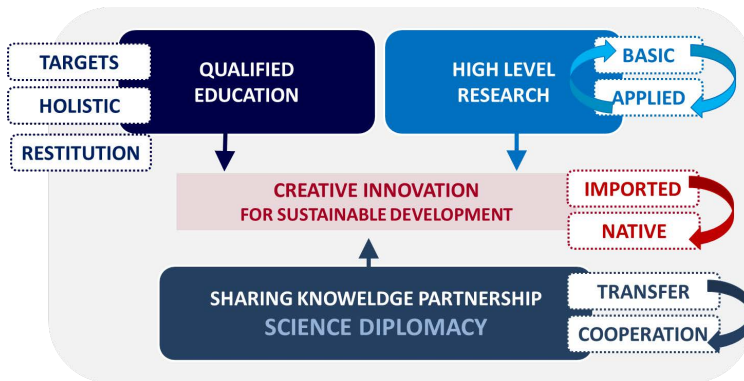 TARGETS
HOLISTIC
RESTITUTION
QUALIFIED
EDUCATION
HIGH LEVEL
RESEARCH
BASIC
APPLIED
CREATIVE INNOVATION
FOR SUSTAINABLE DEVELOPMENT
IMPORTED
NATIVE
SHARING KNOWELDGE PARTNERSHIP
SCIENCE DIPLOMACY
TRANSFER
COOPERATION